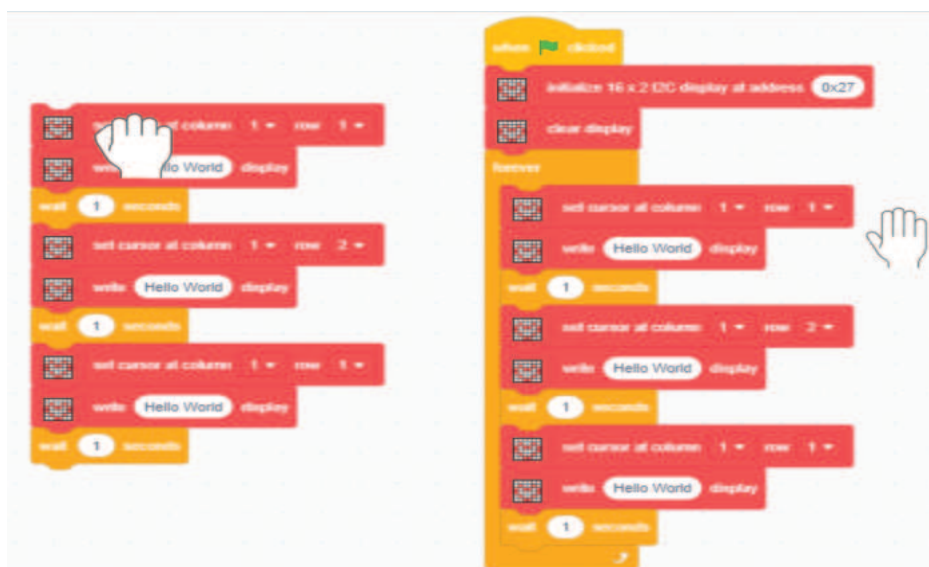 set cursor at column 1 row 1
write Hello World display
wait 1 seconds
set cursor at column 1 row 2
write Hello World display
wait 1 seconds
set cursor at column 1 row 1
write Hello World display
wait 1 seconds
when clicked
initialize 16 x 2 I2C display at address 0x27
clear display
forever
set cursor at column 1 row 1
write Hello World display
wait 1 seconds
set cursor at column 1 row 2
write Hello World display
wait 1 seconds
set cursor at column 1 row 1
write Hello World display
wait 1 seconds